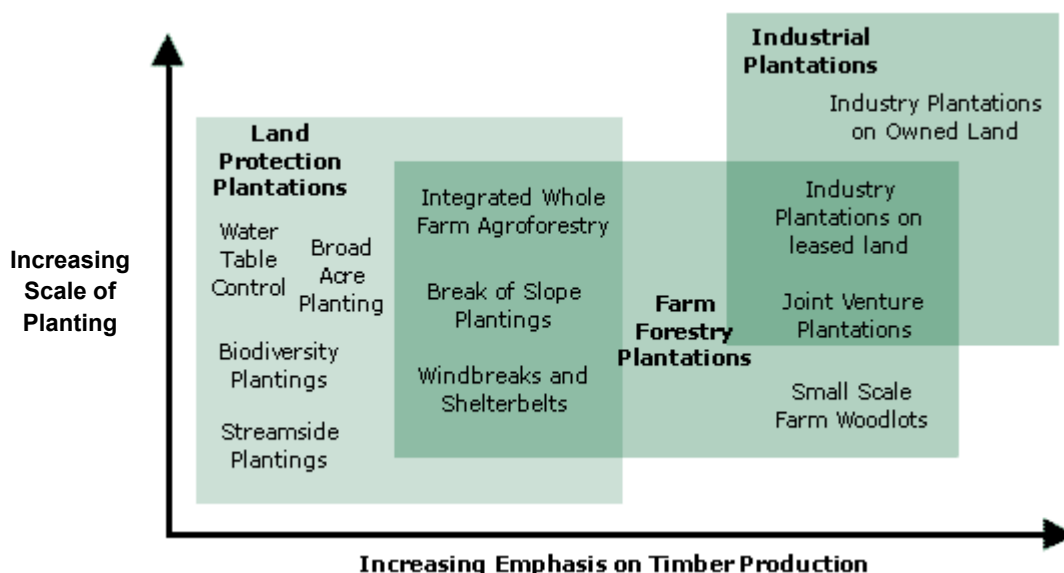 Industrial
Plantations
Industry Plantations
on Owned Land
Land
Protection
Plantations
Integrated Whole
Farm Agroforestry
Industry
Plantations on
leased land
Water
Table
Control
Broad
Acre
Planting
Increasing
Scale of
Planting
Break of Slope
Plantings
Farm
Forestry
Plantations
Joint Venture
Plantations
Biodiversity
Plantings
Windbreaks and
Shelterbelts
Small Scale
Farm Woodlots
Streamside
Plantings
Increasing Emphasis on Timber Production